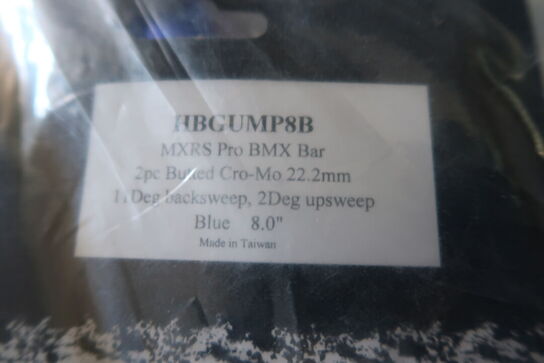 HBGUMP8B
MXRS Pro BMX Bar
2pc Butted Cro-Mo 22.2mm
11Deg backsweep, 2Deg upsweep
Blue 8.0"
Made in Taiwan